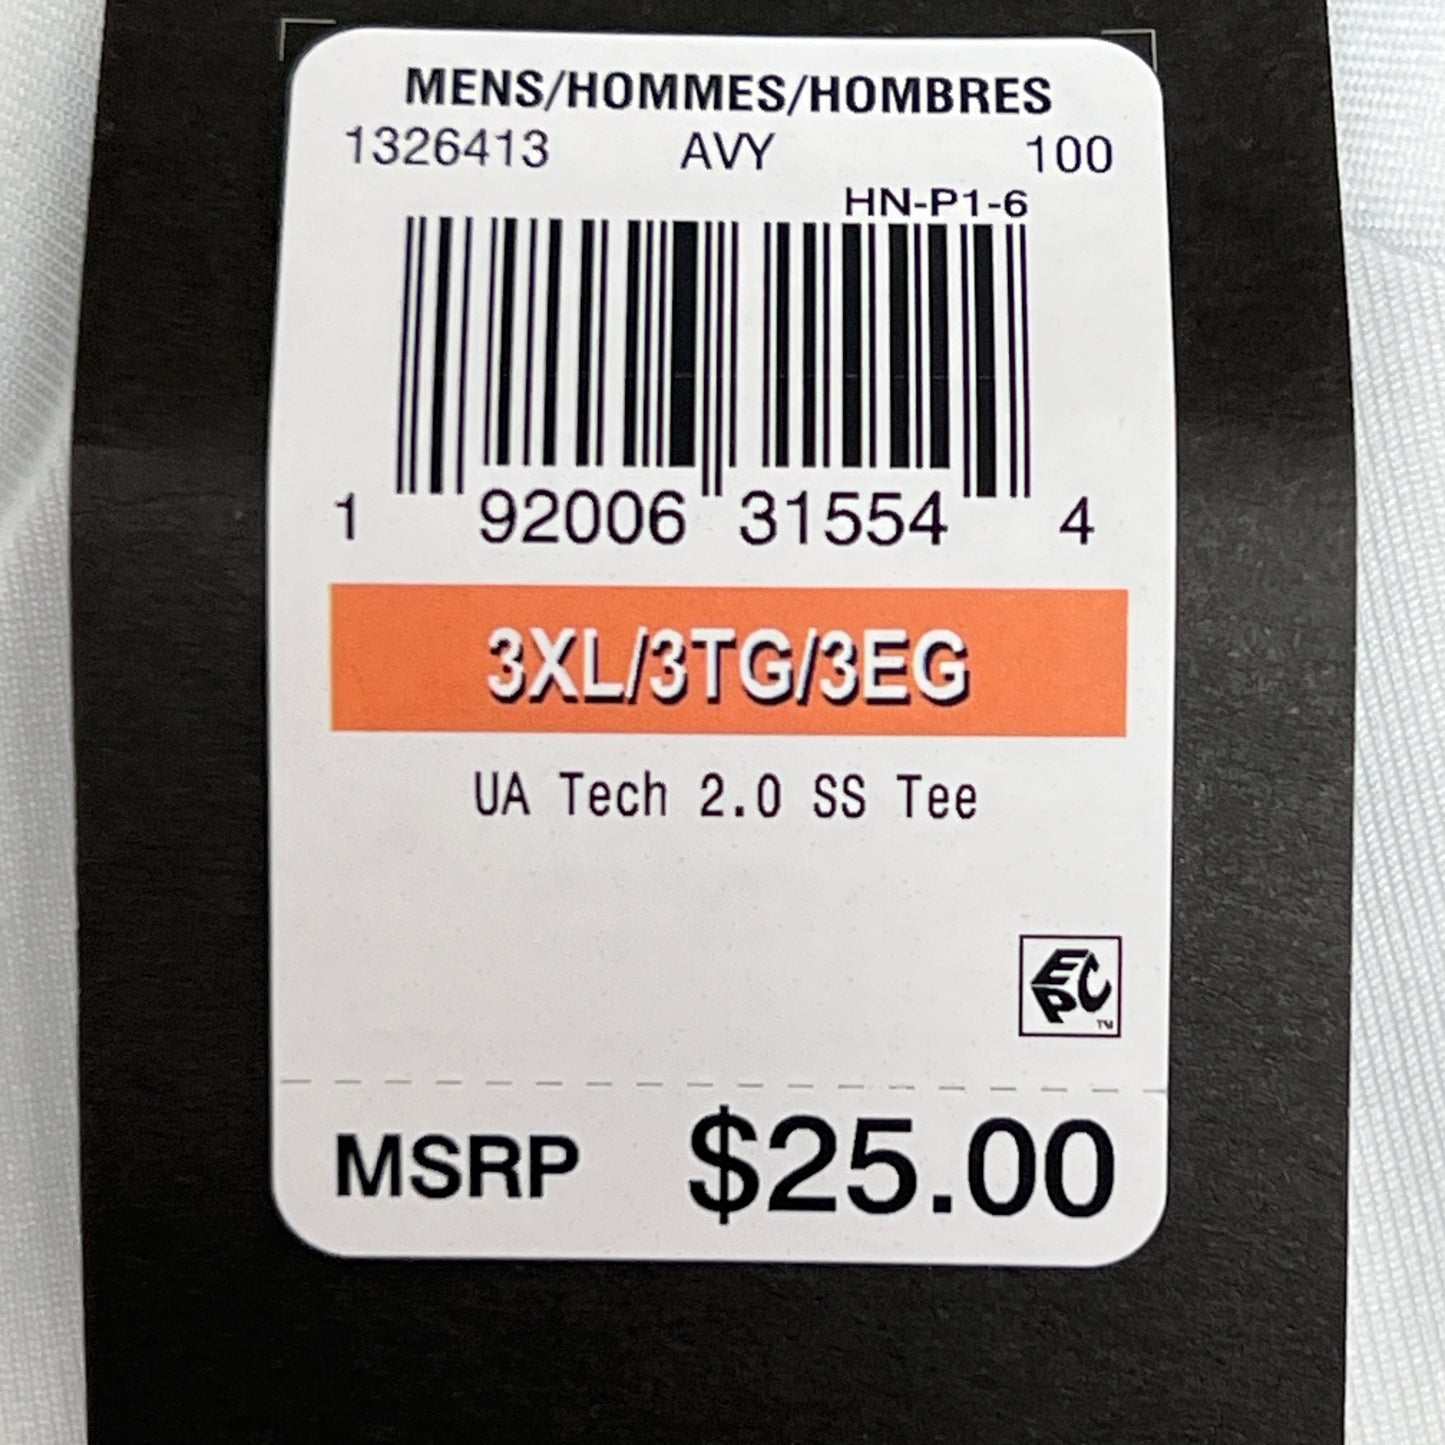 MENS/HOMMES/HOMBRES
1326413 AVY 100
HN-P1-6
1 92006 31554 4
3XL/3TG/3EG
UA Tech 2.0 SS Tee
EPC™
MSRP $25.00